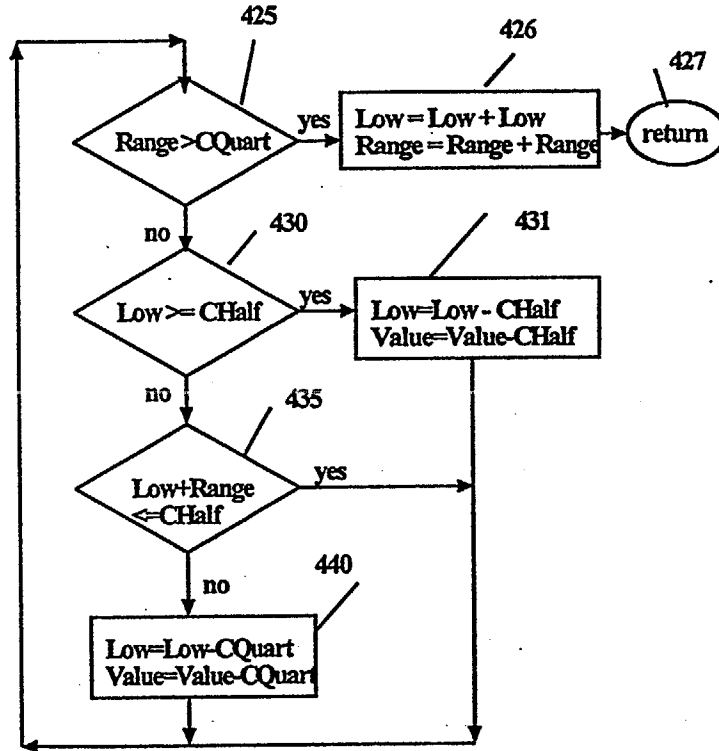 425
426
427
Range>CQuart
yes
Low = Low + Low
Range = Range + Range
return
no
430
431
Low >= CHalf
yes
Low=Low - CHalf
Value=Value-CHalf
no
435
Low+Range
<=CHalf
yes
no
440
Low=Low-CQuart
Value=Value-CQuart